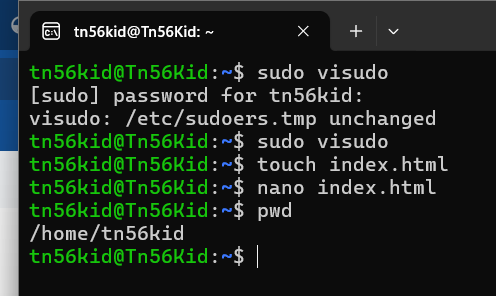 tn56kid@Tn56Kid: ~
tn56kid@Tn56Kid:~$ sudo visudo
[sudo] password for tn56kid:
visudo: /etc/sudoers.tmp unchanged
tn56kid@Tn56Kid:~$ sudo visudo
tn56kid@Tn56Kid:~$ touch index.html
tn56kid@Tn56Kid:~$ nano index.html
tn56kid@Tn56Kid:~$ pwd
/home/tn56kid
tn56kid@Tn56Kid:~$